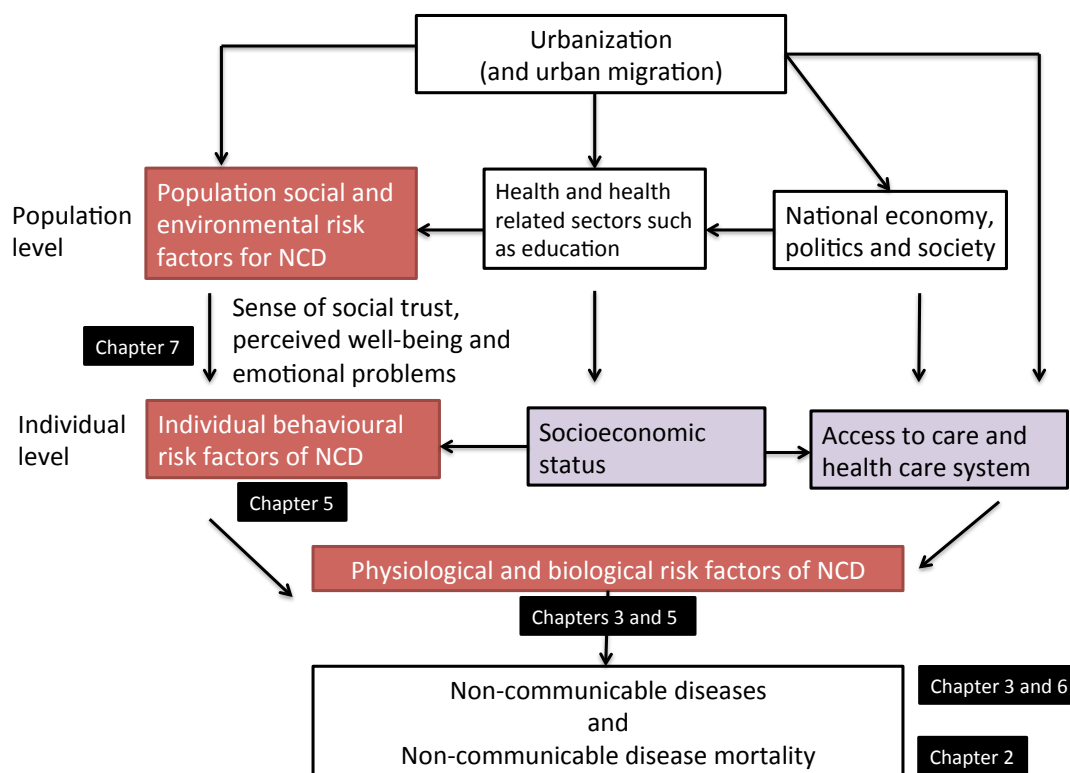 Urbanization
(and urban migration)
Population
level
Population social and
environmental risk
factors for NCD
Health and health
related sectors such
as education
National economy,
politics and society
Chapter 7
Sense of social trust,
perceived well-being and
emotional problems
Individual
level
Individual behavioural
risk factors of NCD
Socioeconomic
status
Access to care and
health care system
Chapter 5
Physiological and biological risk factors of NCD
Chapters 3 and 5
Non-communicable diseases
and
Non-communicable disease mortality
Chapter 3 and 6
Chapter 2